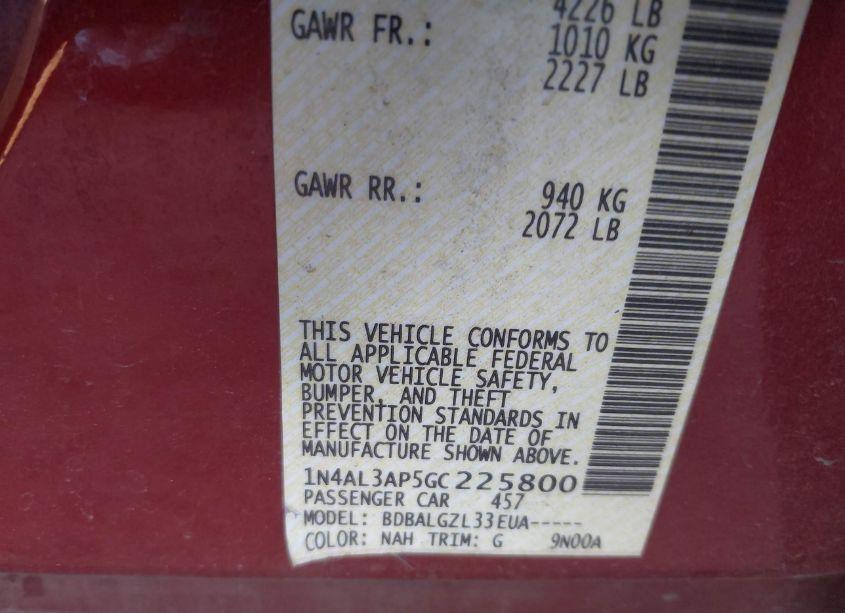 4226 LB
GAWR FR.: 1010 KG
2227 LB
GAWR RR.: 940 KG
2072 LB
THIS VEHICLE CONFORMS TO
ALL APPLICABLE FEDERAL
MOTOR VEHICLE SAFETY,
BUMPER, AND THEFT
PREVENTION STANDARDS IN
EFFECT ON THE DATE OF
MANUFACTURE SHOWN ABOVE.
1N4AL3AP5GC225800
PASSENGER CAR 457
MODEL: BDBALGZL33EUA-----
COLOR: NAH TRIM: G 9N00A